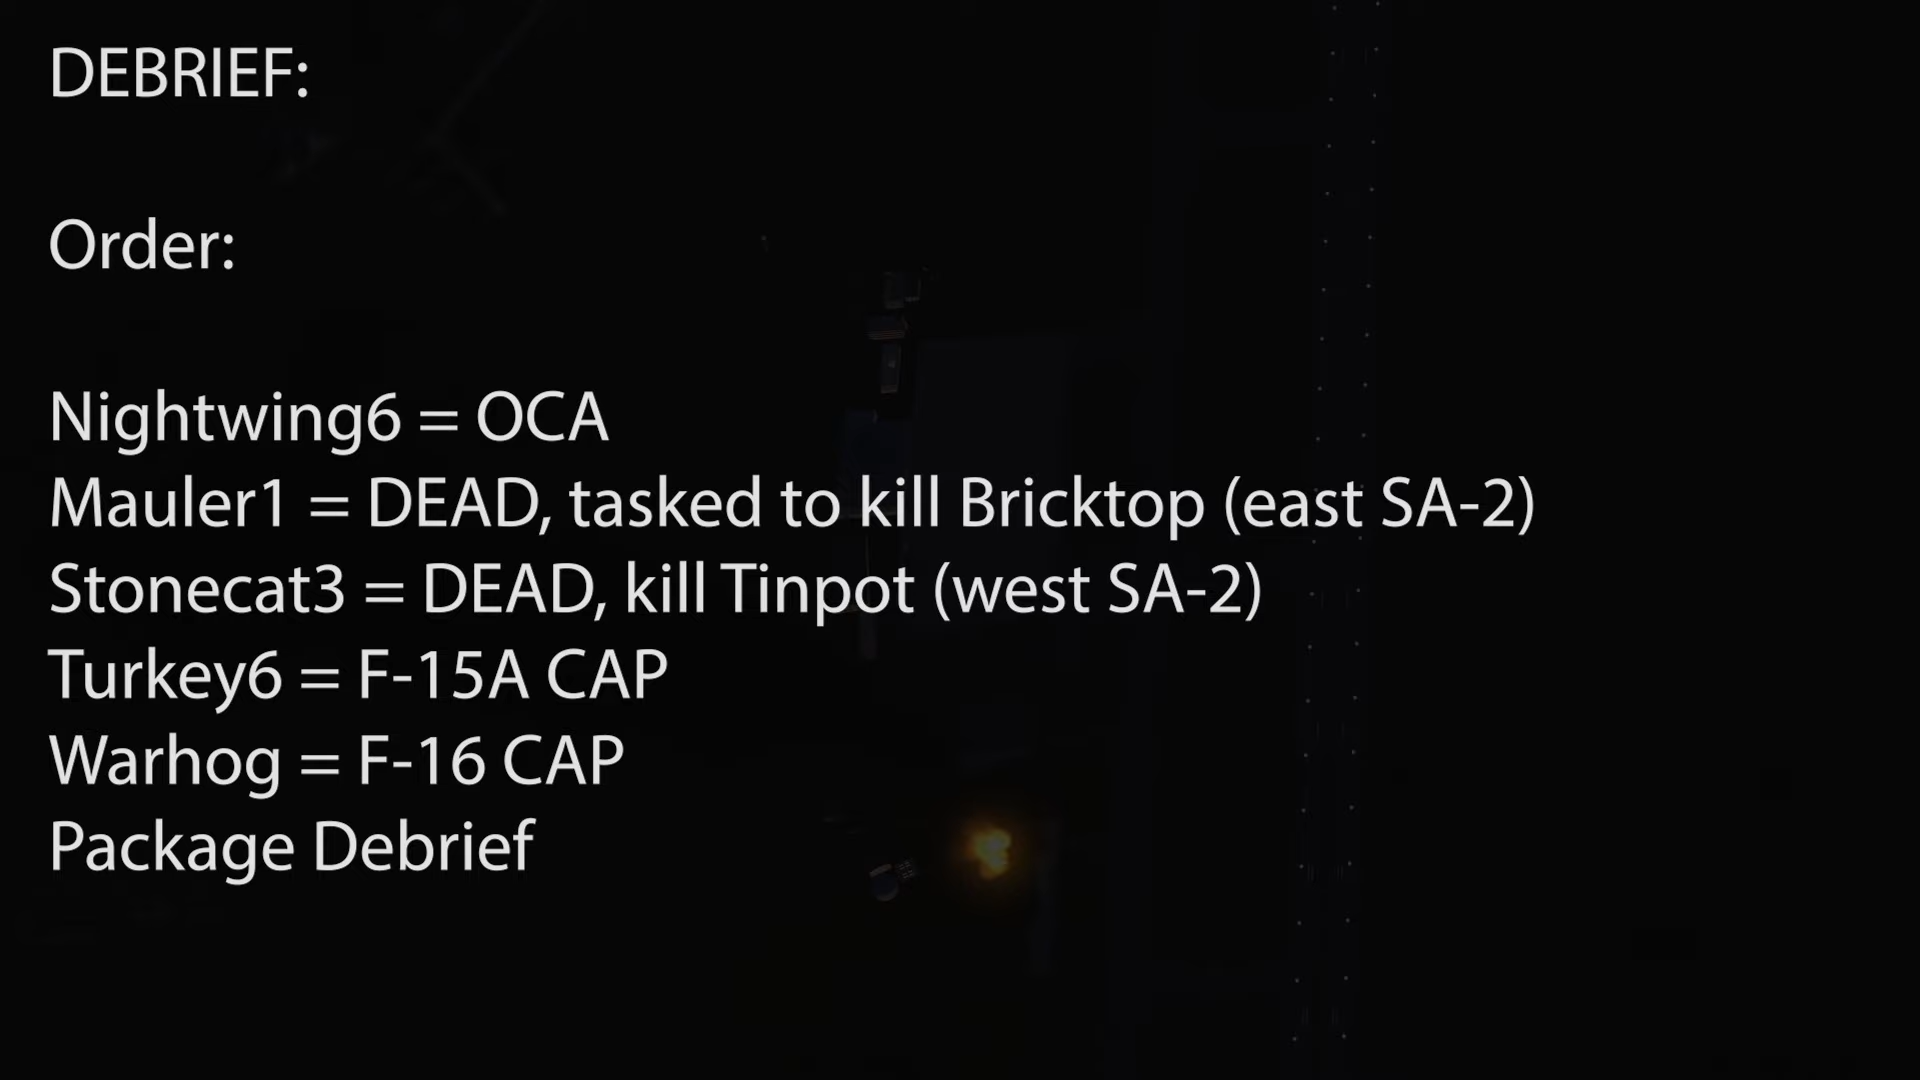 DEBRIEF:
Order:
Nightwing6 = OCA
Mauler1 = DEAD, tasked to kill Bricktop (east SA-2)
Stonecat3 = DEAD, kill Tinpot (west SA-2)
Turkey6 = F-15A CAP
Warhog = F-16 CAP
Package Debrief